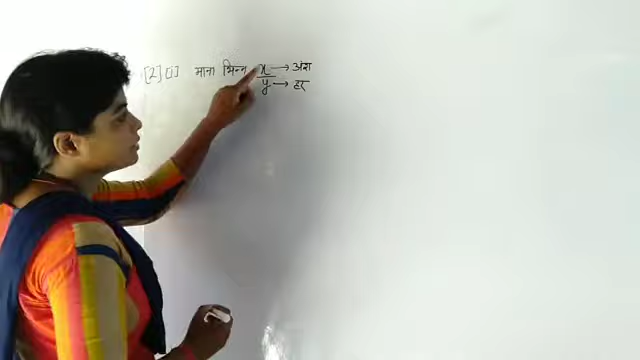 [2] (i) माना भिन्न x → अंश
y → हर